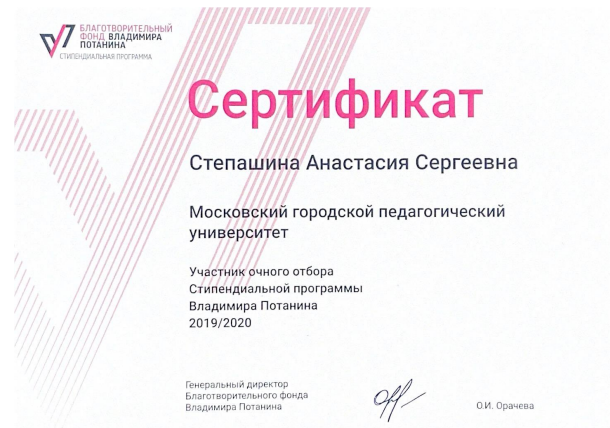 БЛАГОТВОРИТЕЛЬНЫЙ
ФОНД ВЛАДИМИРА
ПОТАНИНА
СТИПЕНДИАЛЬНАЯ ПРОГРАММА
Сертификат
Степашина Анастасия Сергеевна
Московский городской педагогический
университет
Участник очного отбора
Стипендиальной программы
Владимира Потанина
2019/2020
Генеральный директор
Благотворительного фонда
Владимира Потанина
О.И. Орачева